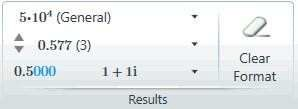 5•10⁴ (General)
0.577 (3)
0.5000 1 + 1i
Clear
Format
Results